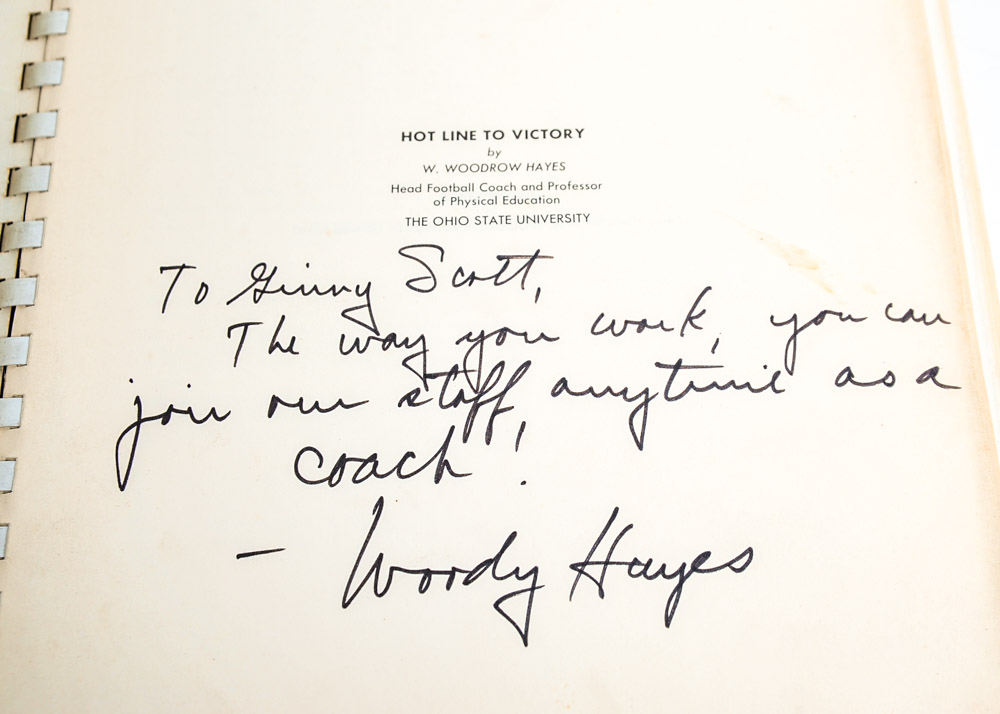 HOT LINE TO VICTORY
by
W. WOODROW HAYES
Head Football Coach and Professor
of Physical Education
THE OHIO STATE UNIVERSITY
To Ginny Scott,
The way you work, you can
join our staff, anytime as a
coach!
- Woody Hayes